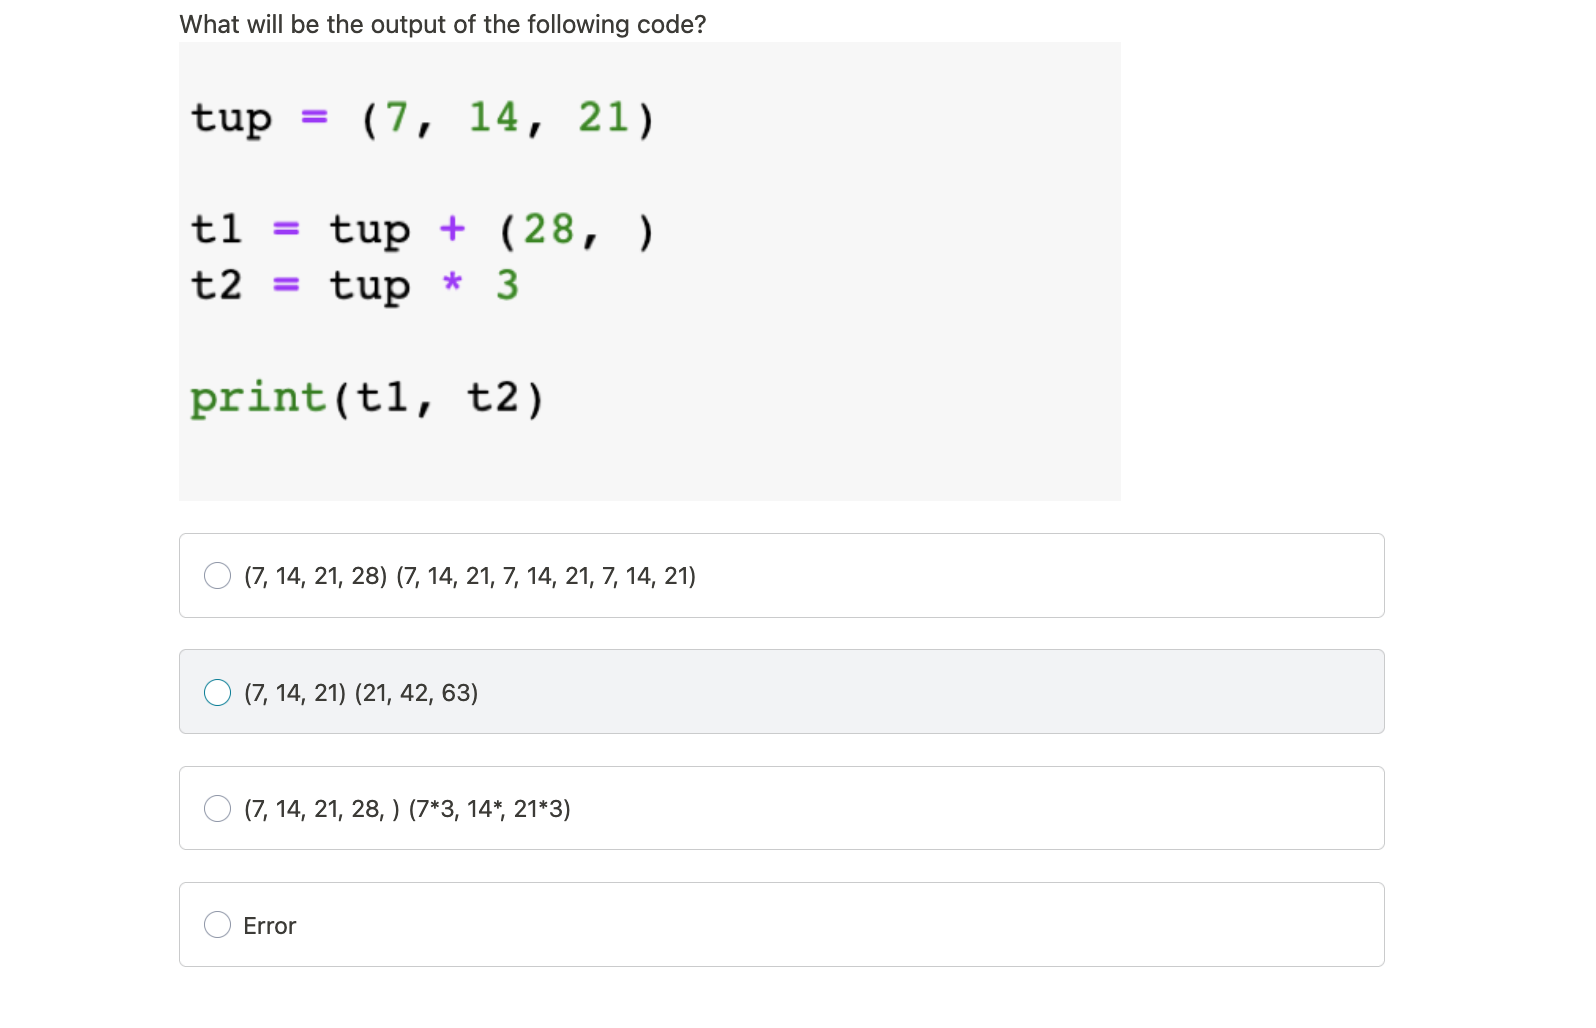 What will be the output of the following code?
tup = (7, 14, 21)
t1 = tup + (28, )
t2 = tup * 3
print(t1, t2)
(7, 14, 21, 28) (7, 14, 21, 7, 14, 21, 7, 14, 21)
(7, 14, 21) (21, 42, 63)
(7, 14, 21, 28, ) (7*3, 14*, 21*3)
Error